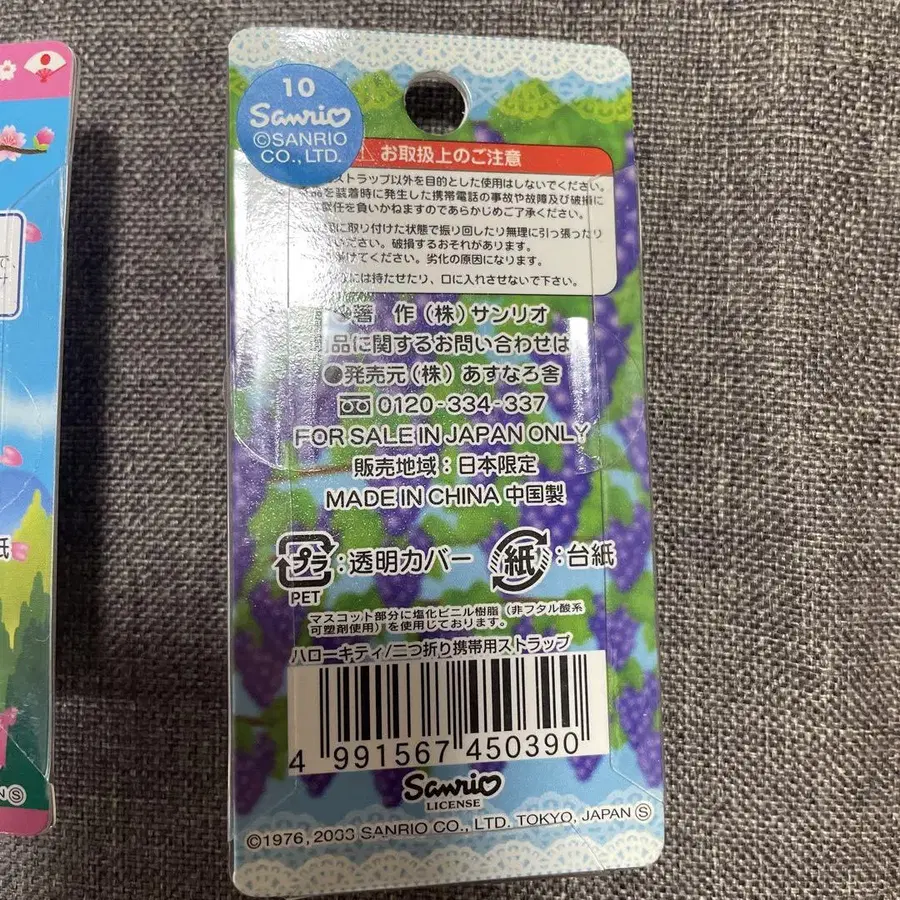 10
Sanrio
©SANRIO
CO., LTD.
お取扱上のご注意
ストラップ以外を目的とした使用はしないでください。
を装着時に発生した携帯電話の事故や故障及び破損に
責任を負いかねますのであらかじめご了承ください。
に取り付けた状態で振り回したり無理に引っ張ったり
ください。破損するおそれがあります。
けてください。劣化の原因になります。
には持たせたり、口に入れさせないで下さい。
著 作 (株) サンリオ
品に関するお問い合わせは
●発売元 (株) あすなろ舎
0120-334-337
FOR SALE IN JAPAN ONLY
販売地域:日本限定
MADE IN CHINA 中国製
プラ:透明カバー 紙:台紙
PET
マスコット部分に塩化ビニル樹脂(非フタル酸系
可塑剤使用)を使用しております。
ハローキティ/二つ折り携帯用ストラップ
4 991567 450390
Sanrio
LICENSE
©1976, 2003 SANRIO CO., LTD. TOKYO, JAPAN Ⓢ
で、
紙
NⓈ